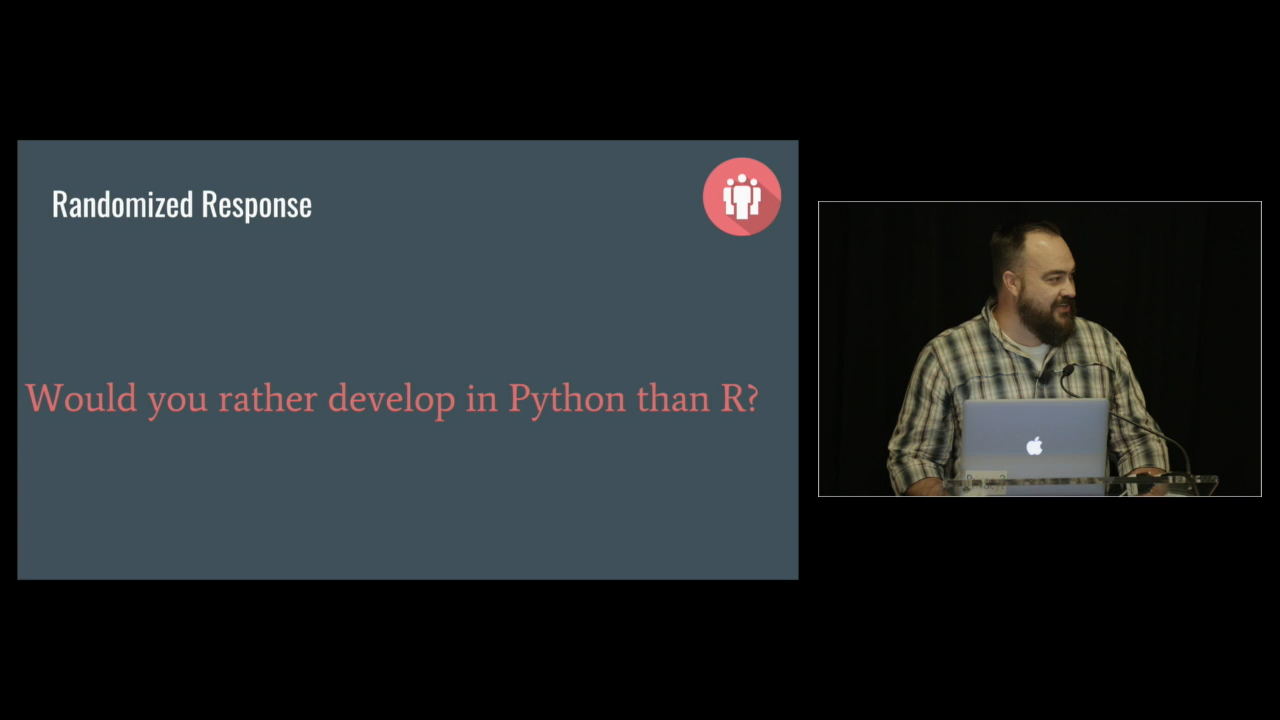 Randomized Response
Would you rather develop in Python than R?